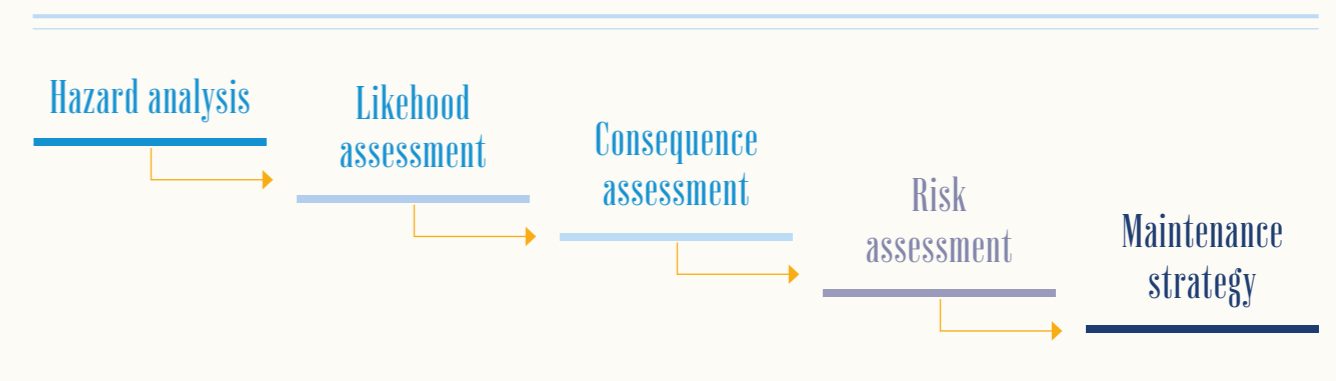 Hazard analysis
Likehood
assessment
Consequence
assessment
Risk
assessment
Maintenance
strategy